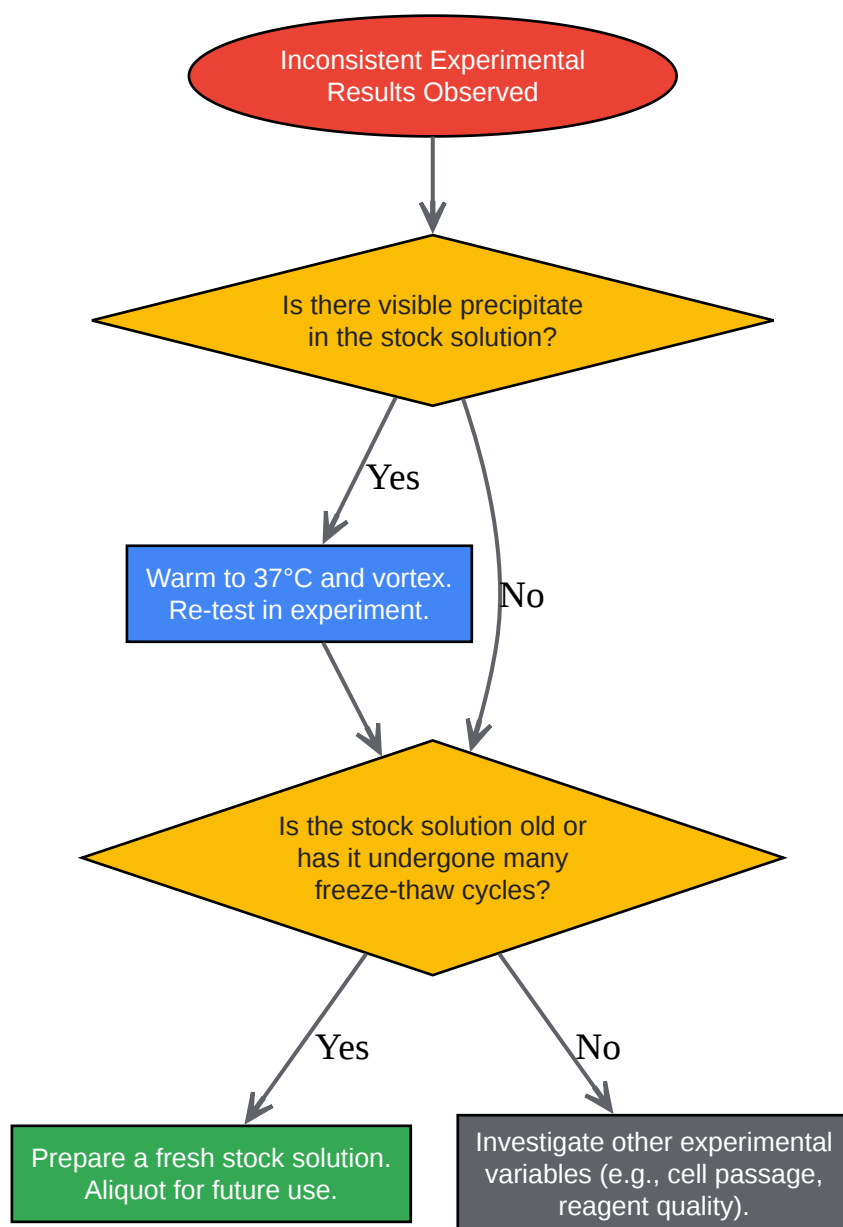 Inconsistent Experimental
Results Observed
Is there visible precipitate
in the stock solution?
Yes
Warm to 37°C and vortex.
Re-test in experiment.
No
Is the stock solution old or
has it undergone many
freeze-thaw cycles?
Yes
No
Prepare a fresh stock solution.
Aliquot for future use.
Investigate other experimental
variables (e.g., cell passage,
reagent quality).